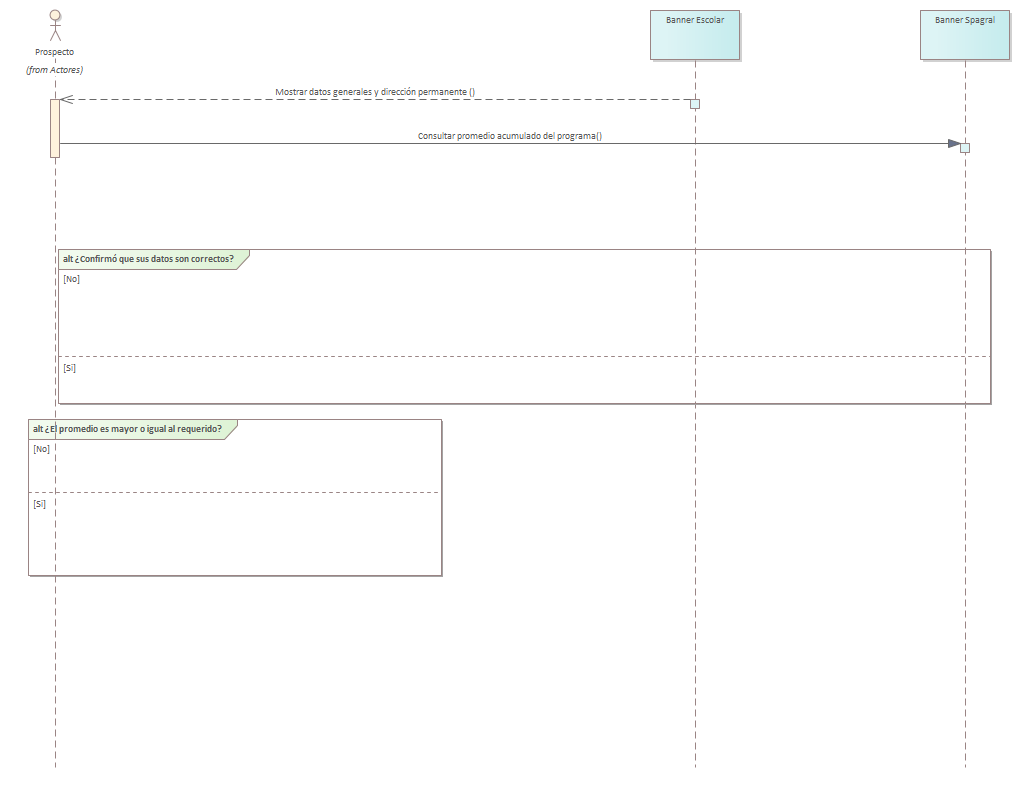 Prospecto
(from Actores)
Banner Escolar
Banner Spagral
Mostrar datos generales y dirección permanente ()
Consultar promedio acumulado del programa()
alt ¿Confirmó que sus datos son correctos?
[No]
[Si]
alt ¿El promedio es mayor o igual al requerido?
[No]
[Si]